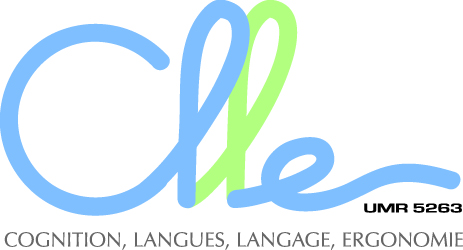 Clle
UMR 5263
COGNITION, LANGUES, LANGAGE, ERGONOMIE